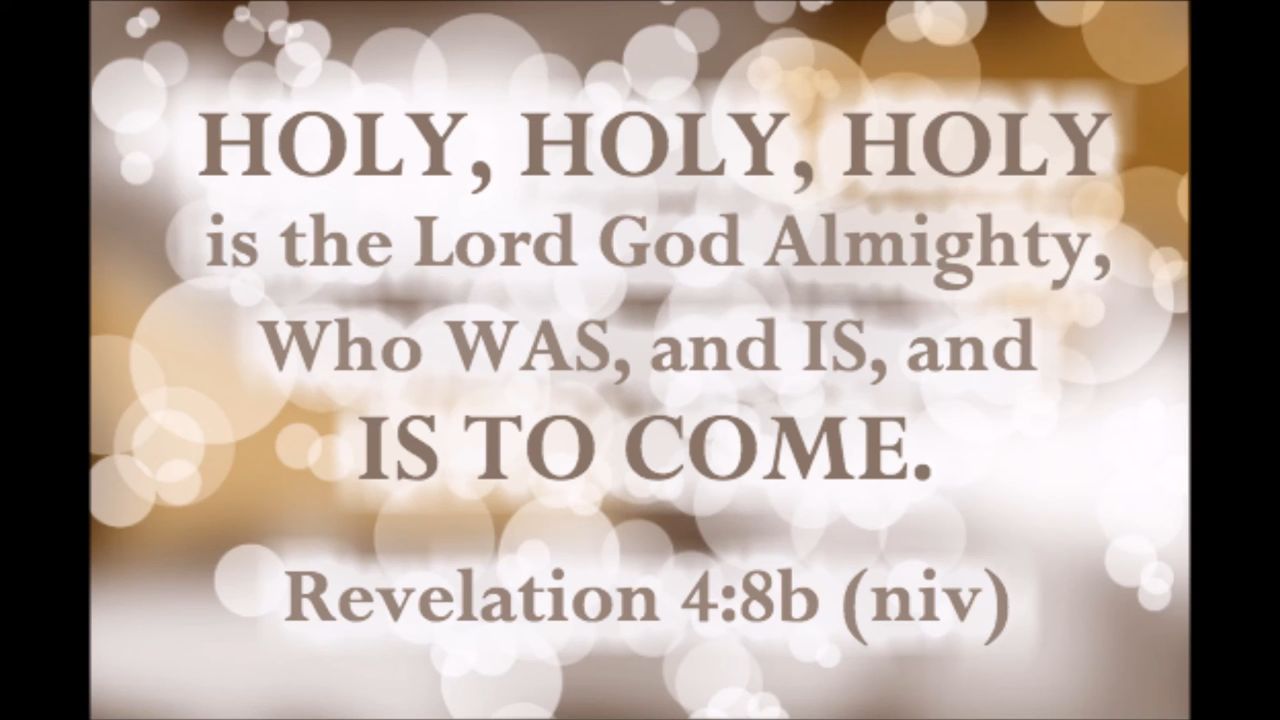 HOLY, HOLY, HOLY
is the Lord God Almighty,
Who WAS, and IS, and
IS TO COME.
Revelation 4:8b (niv)